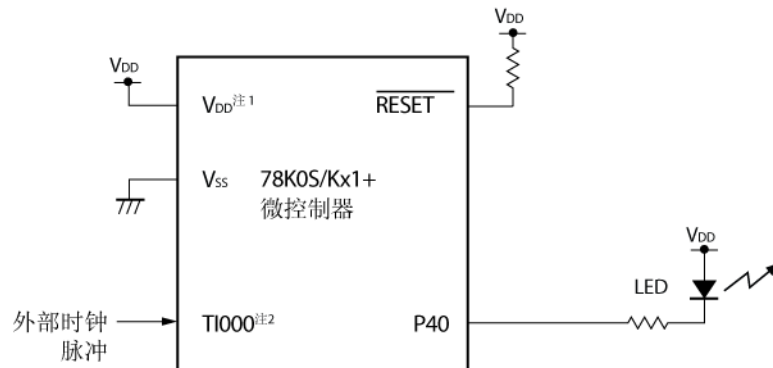 VDD
VDD
VDD注1
RESET
VSS
78K0S/Kx1+
微控制器
VDD
LED
外部时钟
脉冲
TI000注2
P40